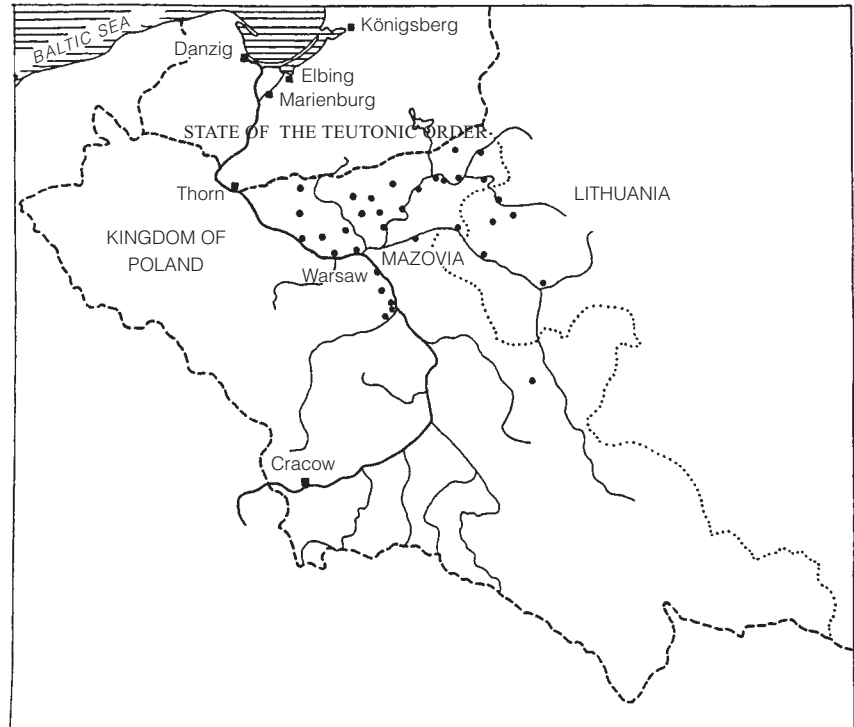 BALTIC SEA
Königsberg
Danzig
Elbing
Marienburg
STATE OF THE TEUTONIC ORDER
Thorn
LITHUANIA
KINGDOM OF
POLAND
MAZOVIA
Warsaw
Cracow